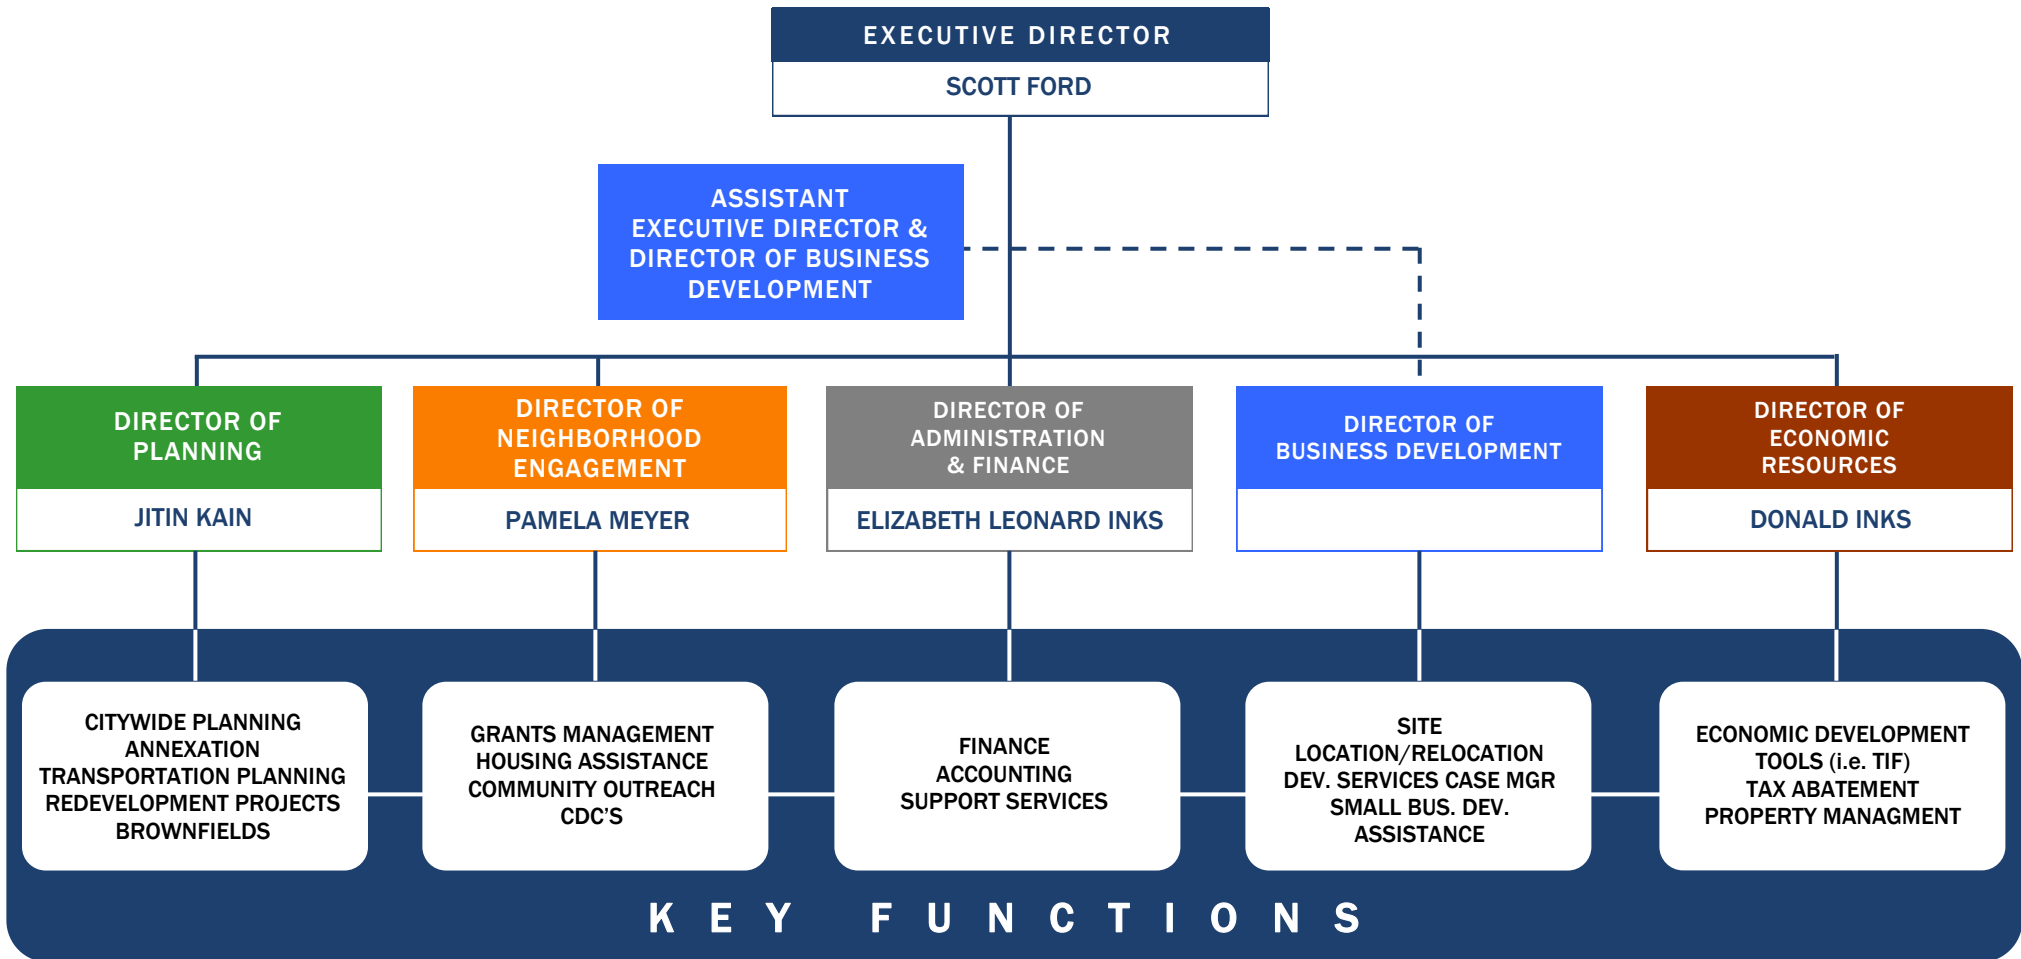 EXECUTIVE DIRECTOR
SCOTT FORD
ASSISTANT
EXECUTIVE DIRECTOR &
DIRECTOR OF BUSINESS
DEVELOPMENT
DIRECTOR OF
PLANNING
JITIN KAIN
DIRECTOR OF
NEIGHBORHOOD
ENGAGEMENT
PAMELA MEYER
DIRECTOR OF
ADMINISTRATION
& FINANCE
ELIZABETH LEONARD INKS
DIRECTOR OF
BUSINESS DEVELOPMENT
DIRECTOR OF
ECONOMIC
RESOURCES
DONALD INKS
CITYWIDE PLANNING
ANNEXATION
TRANSPORTATION PLANNING
REDEVELOPMENT PROJECTS
BROWNFIELDS
GRANTS MANAGEMENT
HOUSING ASSISTANCE
COMMUNITY OUTREACH
CDC'S
FINANCE
ACCOUNTING
SUPPORT SERVICES
SITE
LOCATION/RELOCATION
DEV. SERVICES CASE MGR
SMALL BUS. DEV.
ASSISTANCE
ECONOMIC DEVELOPMENT
TOOLS (i.e. TIF)
TAX ABATEMENT
PROPERTY MANAGMENT
KEY FUNCTIONS